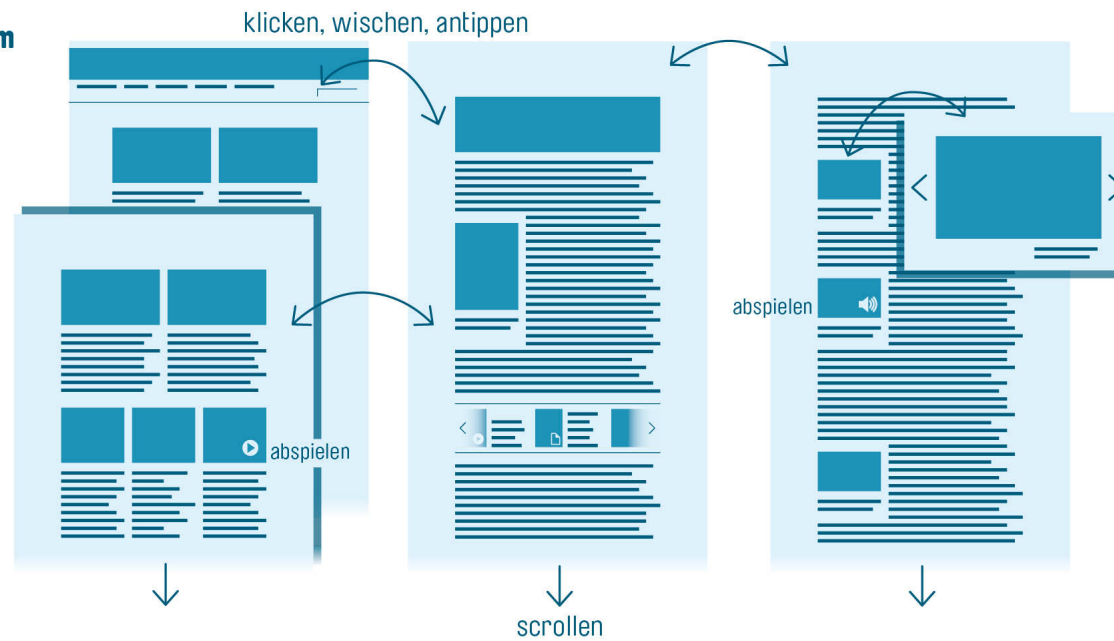 klicken, wischen, antippen
abspielen
abspielen
scrollen